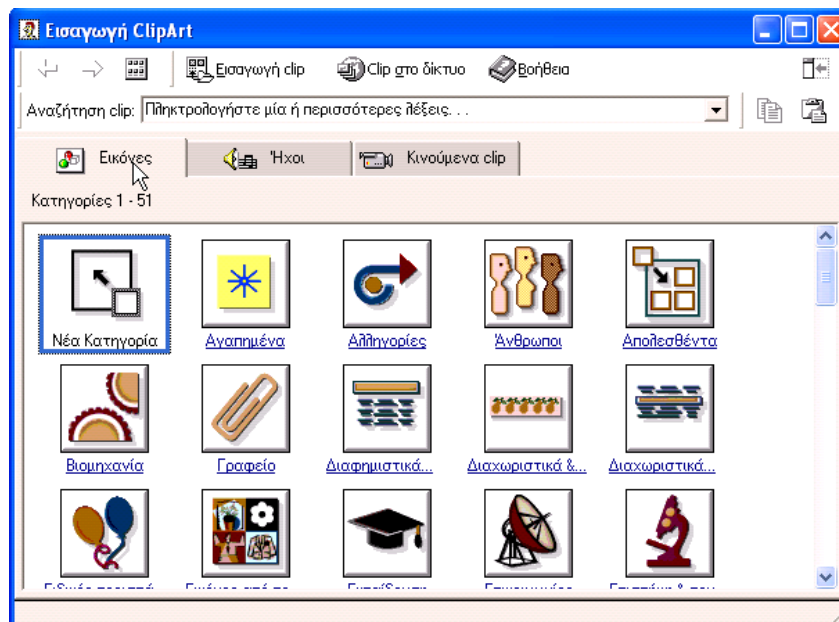 Εισαγωγή ClipArt
Εισαγωγή clip Clip στο δίκτυο Βοήθεια
Αναζήτηση clip: Πληκτρολογήστε μία ή περισσότερες λέξεις. . .
Εικόνες Ήχοι Κινούμενα clip
Κατηγορίες 1 - 51
Νέα Κατηγορία Αγαπημένα Αλληγορίες Άνθρωποι Απολεσθέντα
Βιομηχανία Γραφείο Διαφημιστικά... Διαχωριστικά &... Διαχωριστικά...